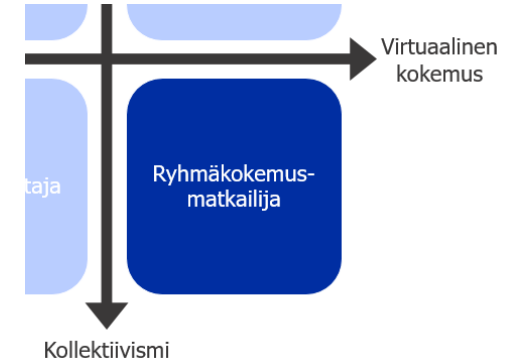 Virtuaalinen
kokemus
Ryhmäkokemus-
matkailija
taja
Kollektiivismi